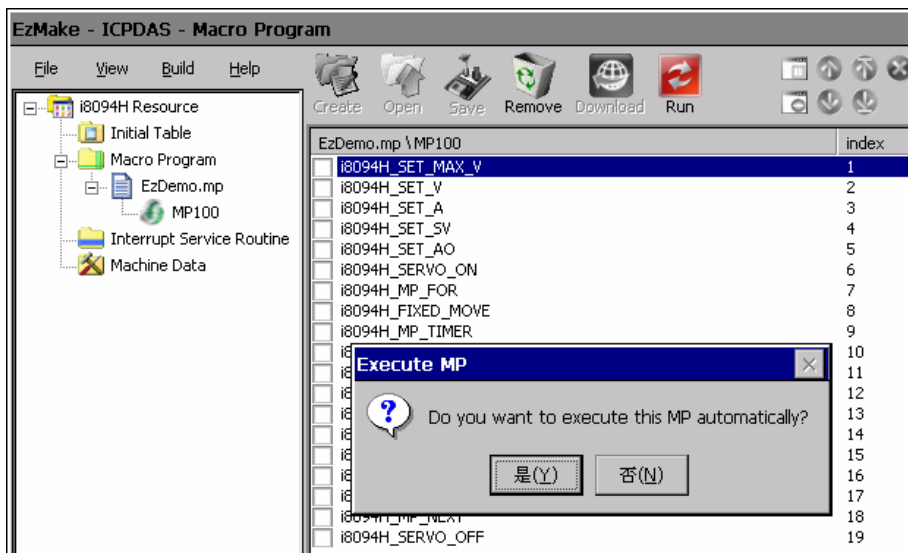 EzMake - ICPDAS - Macro Program
File View Build Help
Create Open Save Remove Download Run
i8094H Resource
Initial Table
Macro Program
EzDemo.mp
MP100
Interrupt Service Routine
Machine Data
EzDemo.mp \MP100 index
i8094H_SET_MAX_V 1
i8094H_SET_V 2
i8094H_SET_A 3
i8094H_SET_SV 4
i8094H_SET_AO 5
i8094H_SERVO_ON 6
i8094H_MP_FOR 7
i8094H_FIXED_MOVE 8
i8094H_MP_TIMER 9
10
11
12
13
14
15
16
17
i8094H_MP_NEXT 18
i8094H_SERVO_OFF 19
Execute MP
Do you want to execute this MP automatically?
是(Y) 否(N)